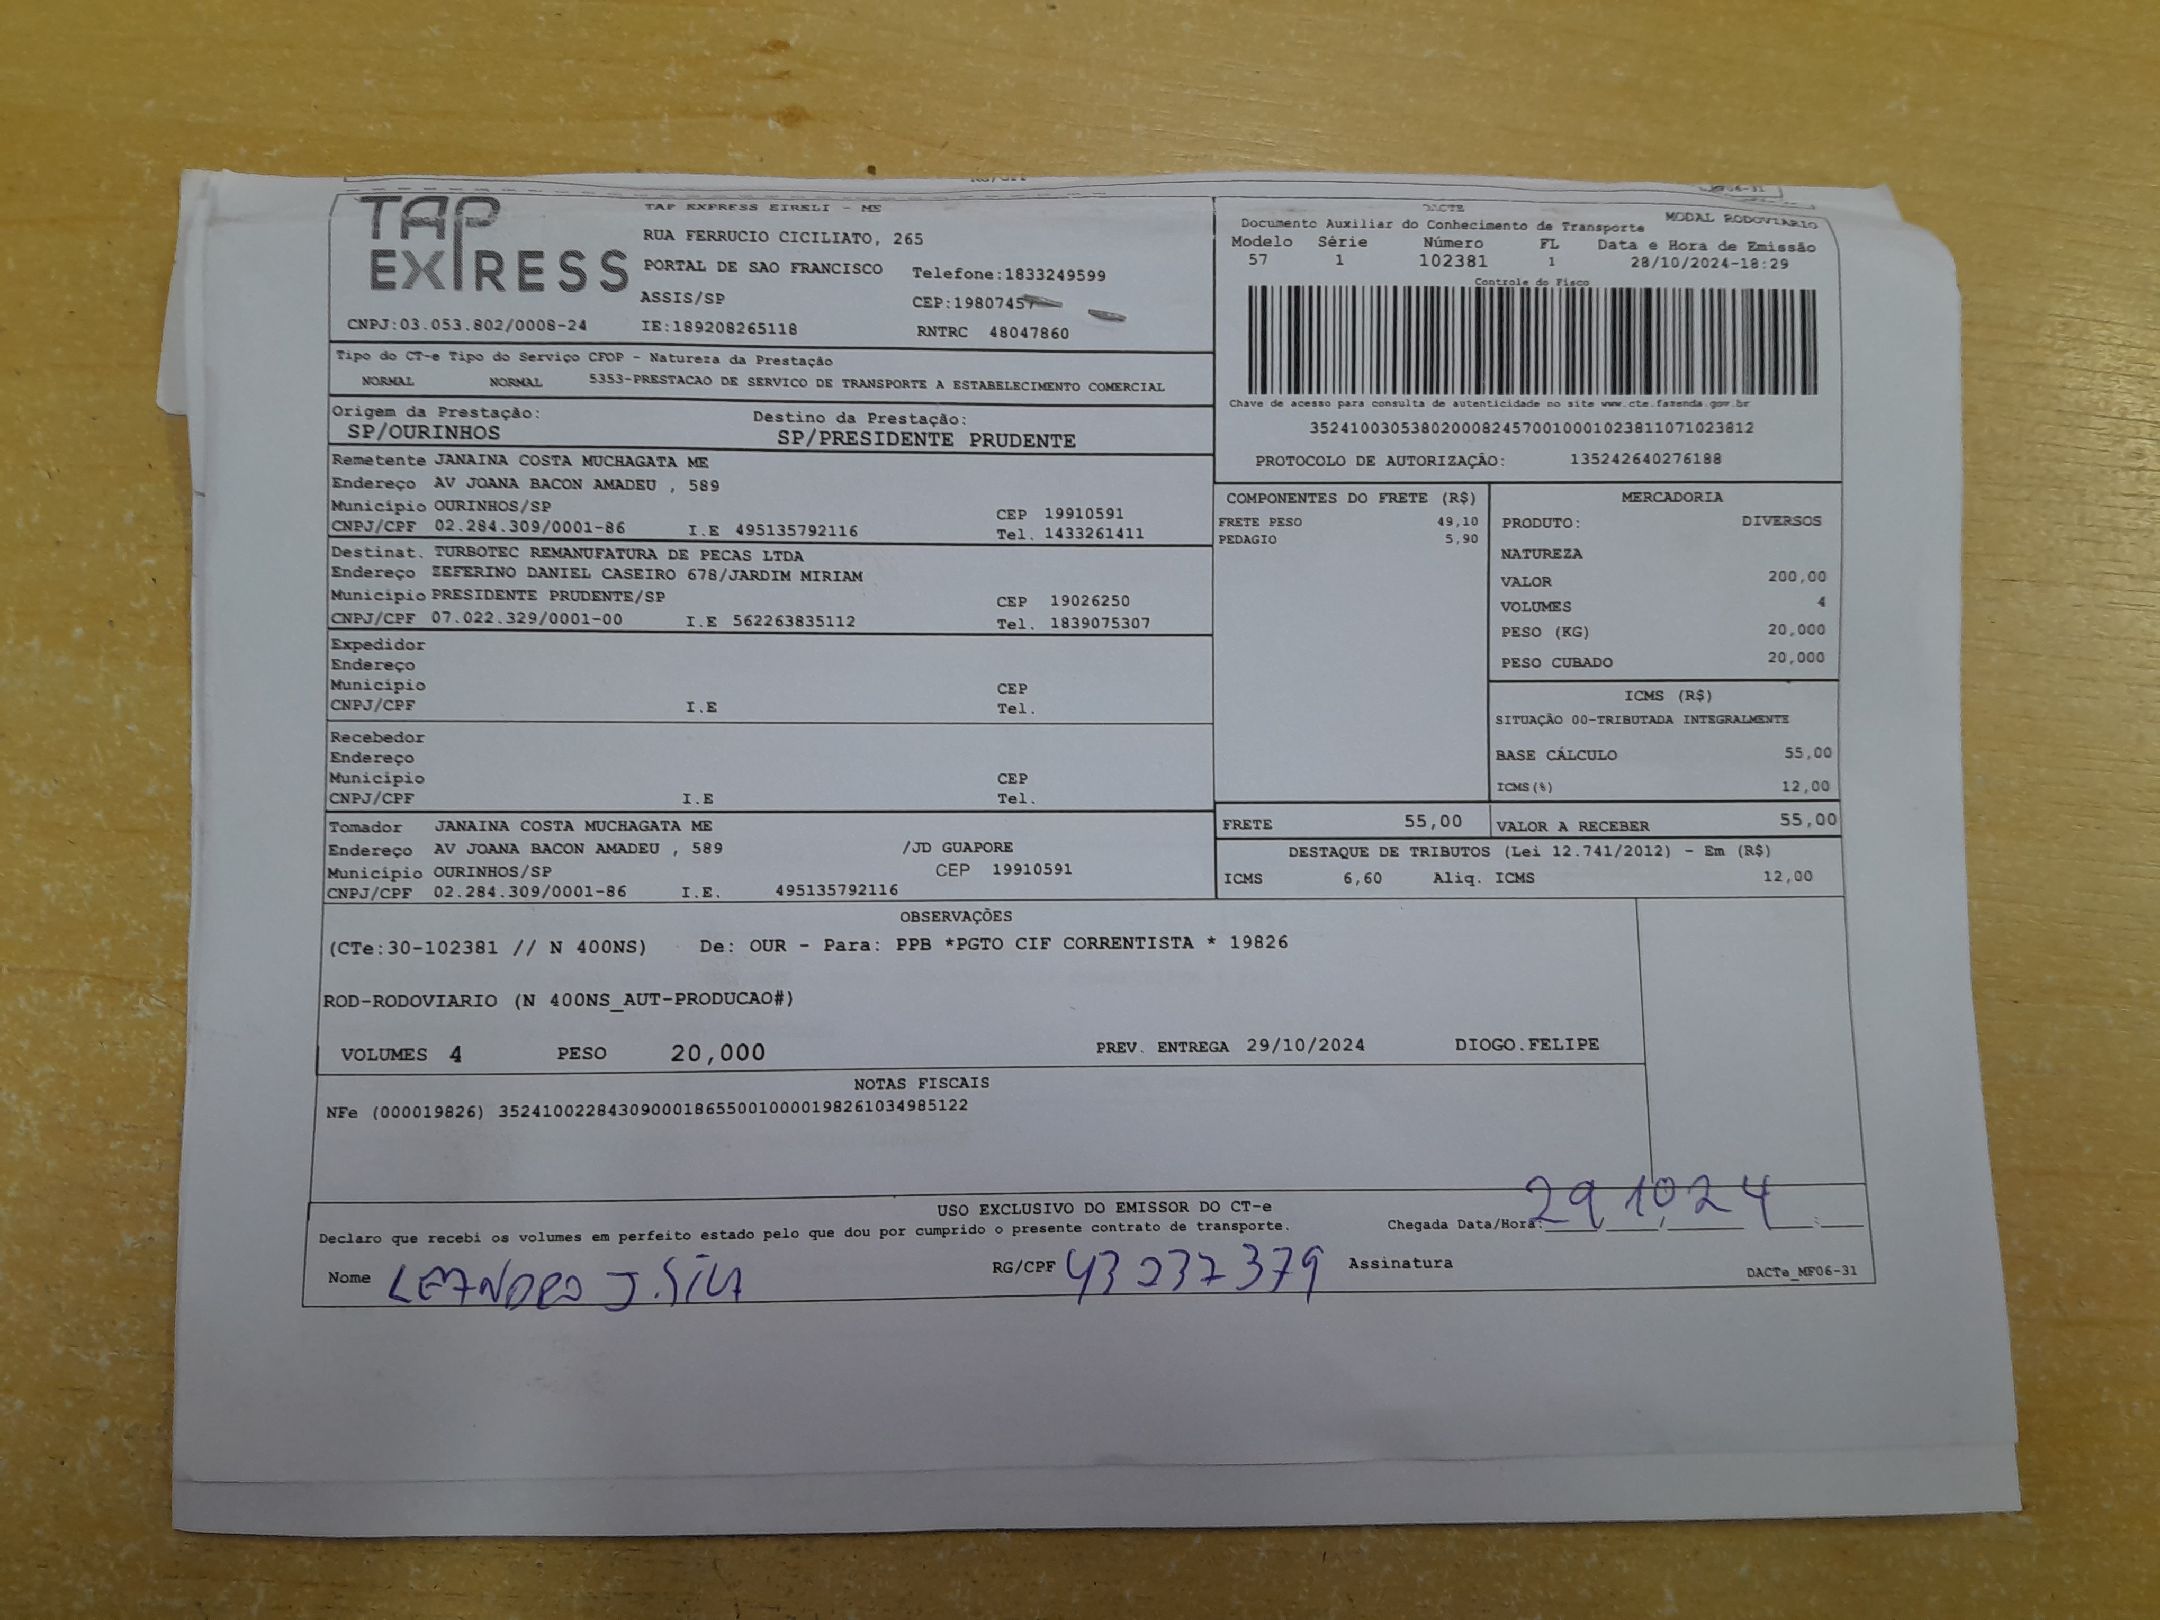 TAP EXPRESS
TAP EXPRESS EIRELI - ME
RUA FERRUCIO CICILIATO, 265
PORTAL DE SAO FRANCISCO Telefone:1833249599
ASSIS/SP CEP:1980745
CNPJ:03.053.802/0008-24 IE:189208265118 RNTRC 48047860
DACTE
MODAL RODOVIARIO
Documento Auxiliar do Conhecimento de Transporte
Modelo Série Número FL Data e Hora de Emissão
57 1 102381 1 28/10/2024-18:29
Controle do Fisco
Chave de acesso para consulta de autenticidade no site www.cte.fazenda.gov.br
35241003053802000824570010001023811071023812
PROTOCOLO DE AUTORIZAÇÃO: 135242640276188
Tipo do CT-e Tipo do Serviço CFOP - Natureza da Prestação
NORMAL NORMAL 5353-PRESTACAO DE SERVICO DE TRANSPORTE A ESTABELECIMENTO COMERCIAL
Origem da Prestação: Destino da Prestação:
SP/OURINHOS SP/PRESIDENTE PRUDENTE
Remetente JANAINA COSTA MUCHAGATA ME
Endereço AV JOANA BACON AMADEU , 589
Município OURINHOS/SP CEP 19910591
CNPJ/CPF 02.284.309/0001-86 I.E 495135792116 Tel. 1433261411
Destinat. TURBOTEC REMANUFATURA DE PECAS LTDA
Endereço ZEFERINO DANIEL CASEIRO 678/JARDIM MIRIAM
Município PRESIDENTE PRUDENTE/SP CEP 19026250
CNPJ/CPF 07.022.329/0001-00 I.E 562263835112 Tel. 1839075307
Expedidor
Endereço
Município CEP
CNPJ/CPF I.E Tel.
Recebedor
Endereço
Município CEP
CNPJ/CPF I.E Tel.
Tomador JANAINA COSTA MUCHAGATA ME
Endereço AV JOANA BACON AMADEU , 589 /JD GUAPORE
Município OURINHOS/SP CEP 19910591
CNPJ/CPF 02.284.309/0001-86 I.E. 495135792116
COMPONENTES DO FRETE (R$)
FRETE PESO 49,10
PEDAGIO 5,90
MERCADORIA
PRODUTO: DIVERSOS
NATUREZA
VALOR 200,00
VOLUMES 4
PESO (KG) 20,000
PESO CUBADO 20,000
ICMS (R$)
SITUAÇÃO 00-TRIBUTADA INTEGRALMENTE
BASE CÁLCULO 55,00
ICMS(%) 12,00
FRETE 55,00 VALOR A RECEBER 55,00
DESTAQUE DE TRIBUTOS (Lei 12.741/2012) - Em (R$)
ICMS 6,60 Aliq. ICMS 12,00
OBSERVAÇÕES
(CTe:30-102381 // N 400NS) De: OUR - Para: PPB *PGTO CIF CORRENTISTA * 19826
ROD-RODOVIARIO (N 400NS_AUT-PRODUCAO#)
VOLUMES 4 PESO 20,000 PREV. ENTREGA 29/10/2024 DIOGO.FELIPE
NOTAS FISCAIS
NFe (000019826) 35241002284309000186550010000198261034985122
USO EXCLUSIVO DO EMISSOR DO CT-e
Declaro que recebi os volumes em perfeito estado pelo que dou por cumprido o presente contrato de transporte. Chegada Data/Hora: 29 10 24
Nome LEANDRO J. SILVA RG/CPF 43237379 Assinatura
DACTe_MF06-31